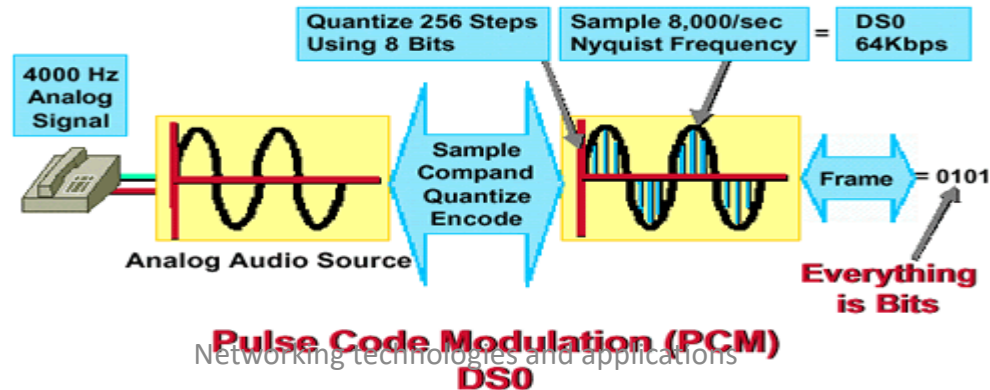 Quantize 256 Steps
Using 8 Bits
Sample 8,000/sec
Nyquist Frequency
=
DS0
64Kbps
4000 Hz
Analog
Signal
Sample
Compand
Quantize
Encode
Frame
= 0101
Analog Audio Source
Everything
is Bits
Pulse Code Modulation (PCM)
Networking technologies and applications
DS0